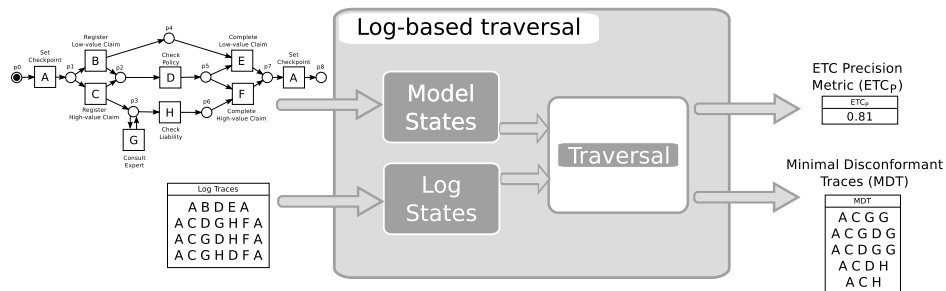 Log-based traversal
p4
Register
Low-value Claim
Complete
Low-value Claim
Set
Checkpoint
Check
Policy
Set
Checkpoint
p0
A
p1
B
p2
D
p5
E
p7
A
p8
C
F
Register
High-value Claim
p3
H
p6
Complete
High-value Claim
Check
Liability
G
Consult
Expert
Model
States
Log
States
Traversal
Log Traces
A B D E A
A C D G H F A
A C G D H F A
A C G H D F A
ETC Precision
Metric (ETCP)
ETCP
0.81
Minimal Disconformant
Traces (MDT)
MDT
A C G G
A C G D G
A C D G G
A C D H
A C H